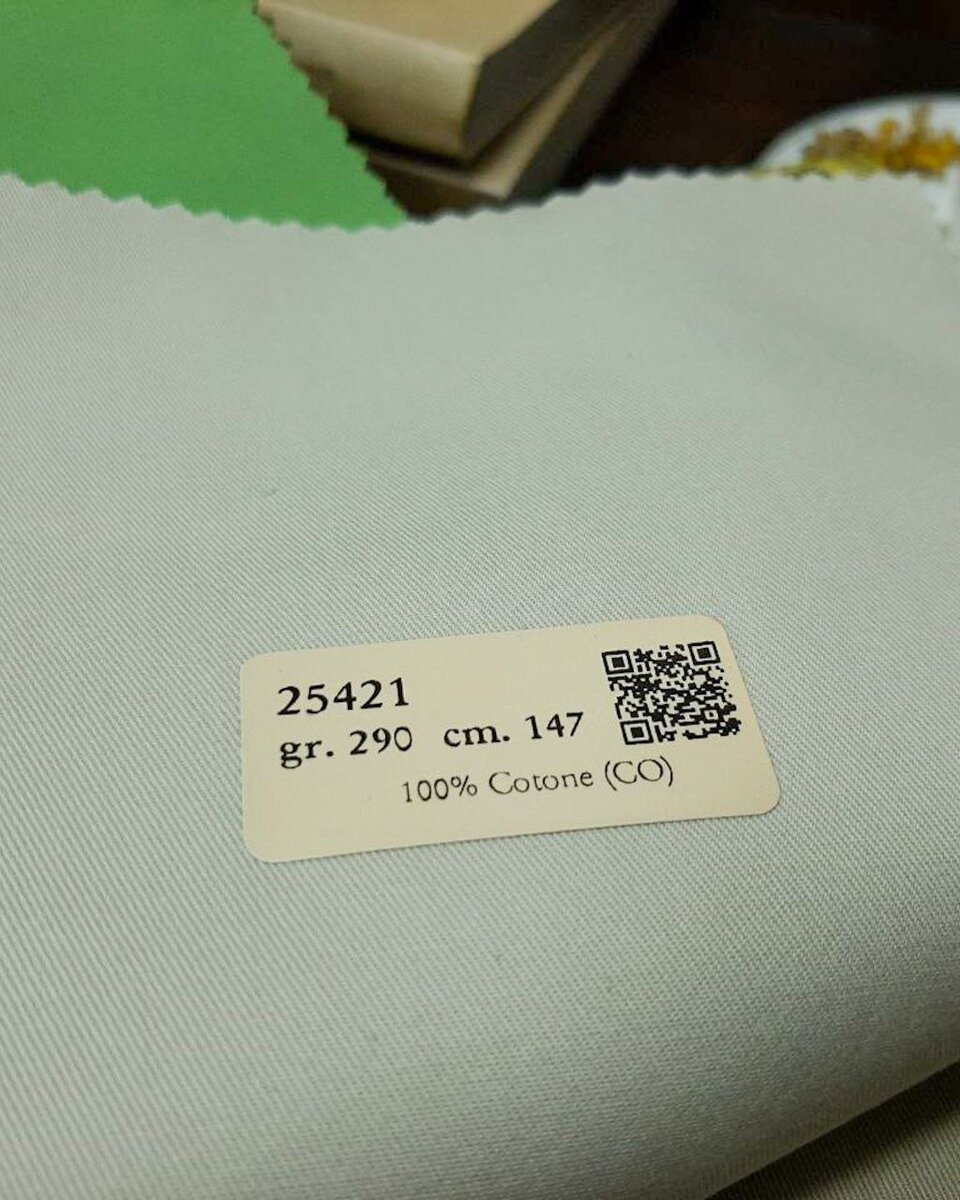 25421
gr. 290 cm. 147
100% Cotone (CO)